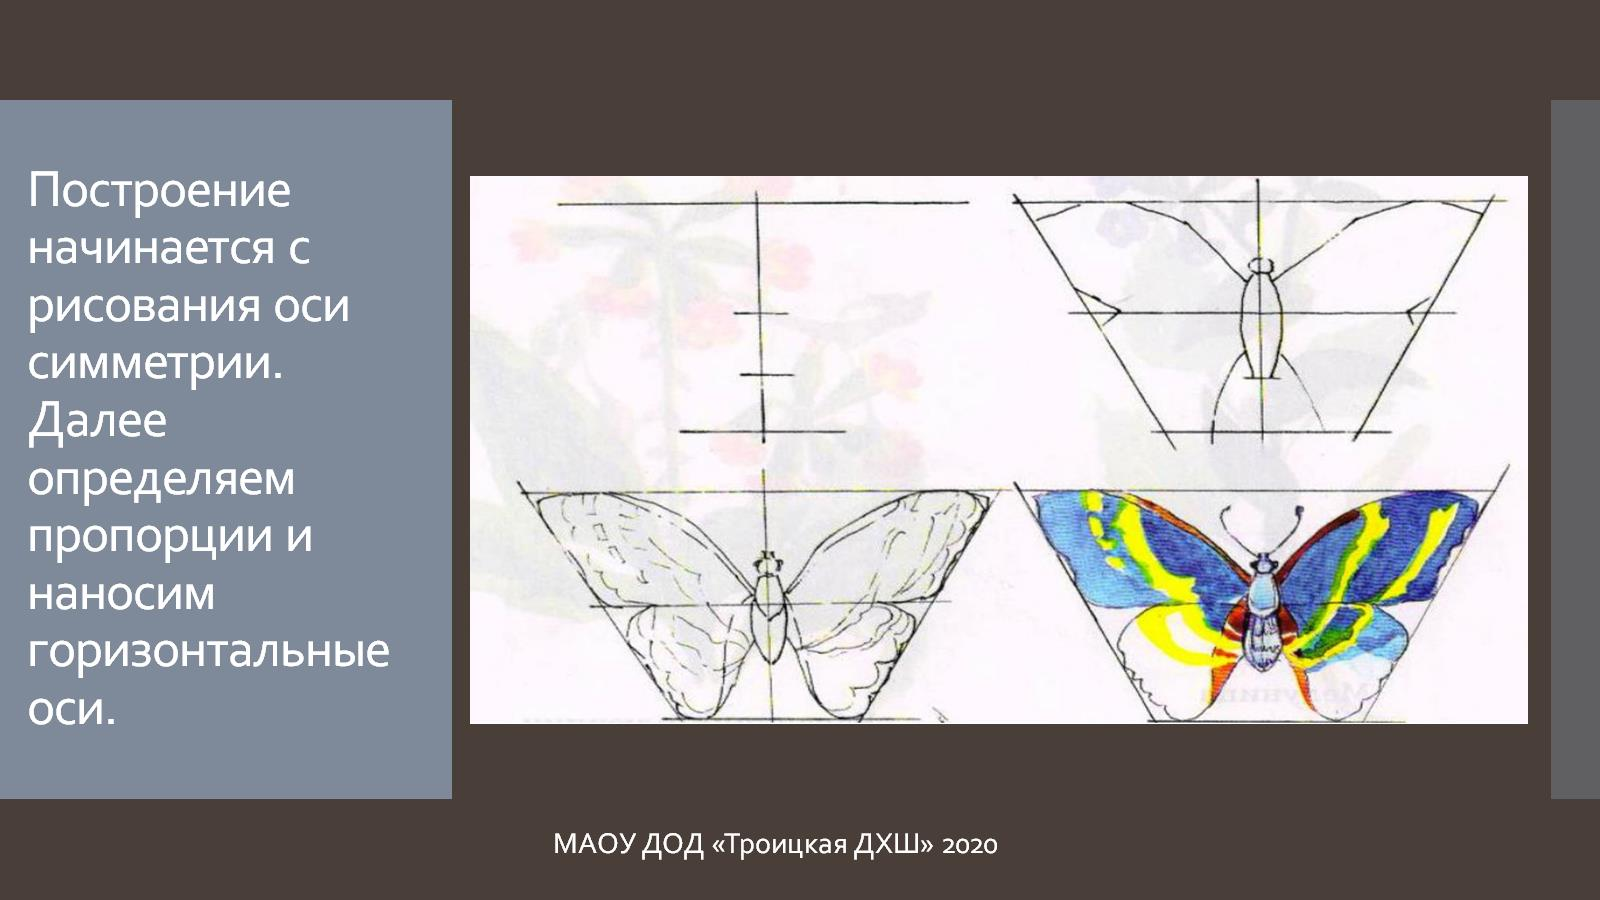 Построение
начинается с
рисования оси
симметрии.
Далее
определяем
пропорции и
наносим
горизонтальные
оси.
МАОУ ДОД «Троицкая ДХШ» 2020